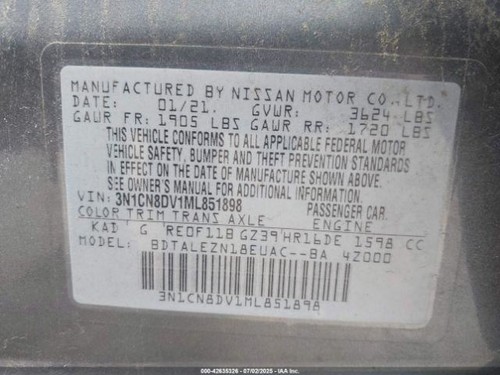 MANUFACTURED BY NISSAN MOTOR CO., LTD.
DATE: 01/21. GVWR: 3624 LBS
GAUR FR: 1905 LBS GAWR RR: 1720 LBS
THIS VEHICLE CONFORMS TO ALL APPLICABLE FEDERAL MOTOR
VEHICLE SAFETY, BUMPER AND THEFT PREVENTION STANDARDS
IN EFFECT ON THE DATE OF MANUFACTURE SHOWN ABOVE.
SEE OWNER'S MANUAL FOR ADDITIONAL INFORMATION
VIN: 3N1CN8DV1ML851898 PASSENGER CAR.
COLOR TRIM TRANS AXLE ENGINE
KAD G RE0F11B GZ39 HR16DE 1598 CC
MODEL: BDTALEZN18EUAC--BA 4Z000
3N1CN8DV1ML851898
000-42635326 - 07/02/2025 - IAA, Inc.